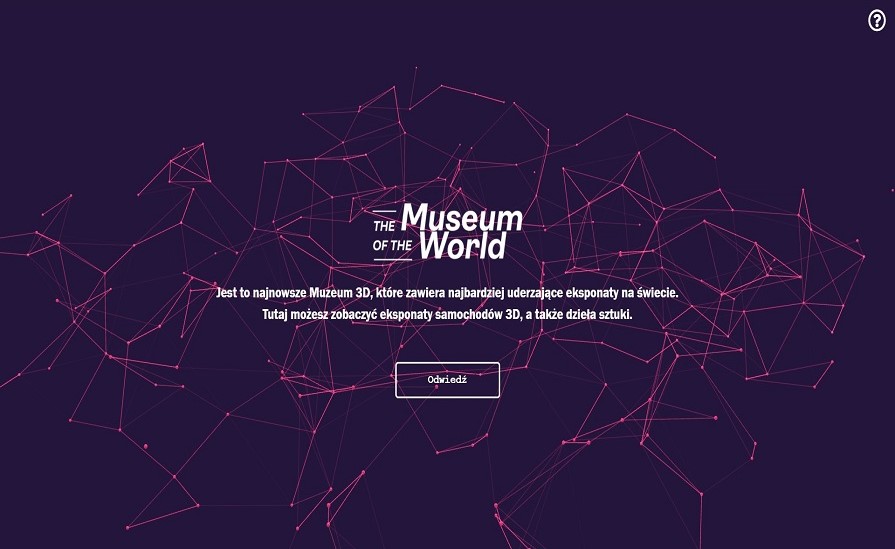 ?
THE Museum
OF THE World
Jest to najnowsze Muzeum 3D, które zawiera najbardziej uderzające eksponaty na świecie.
Tutaj możesz zobaczyć eksponaty samochodów 3D, a także dzieła sztuki.
Odwiedź